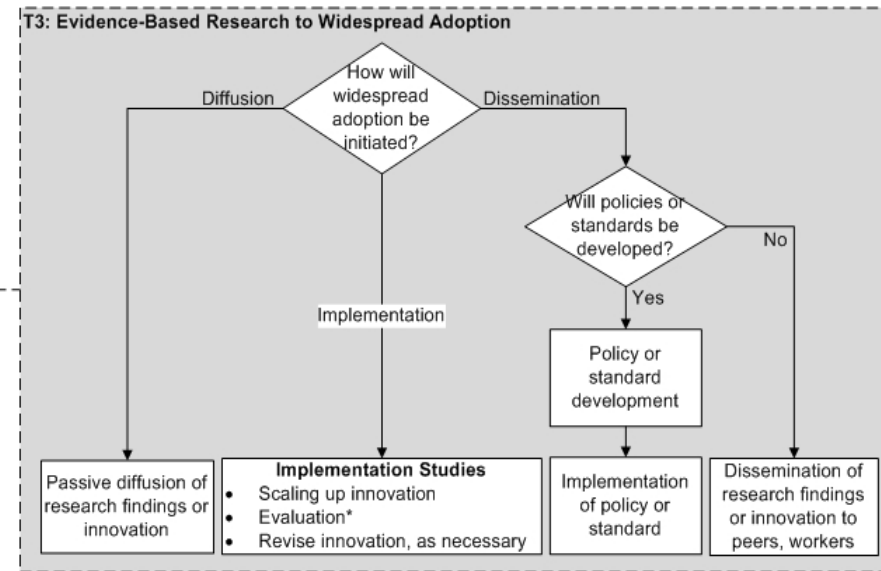 T3: Evidence-Based Research to Widespread Adoption
How will
widespread
adoption be
initiated?
Diffusion
Dissemination
Will policies or
standards be
developed?
No
Yes
Implementation
Policy or
standard
development
Passive diffusion of
research findings or
innovation
Implementation Studies
• Scaling up innovation
• Evaluation*
• Revise innovation, as necessary
Implementation
of policy or
standard
Dissemination of
research findings
or innovation to
peers, workers